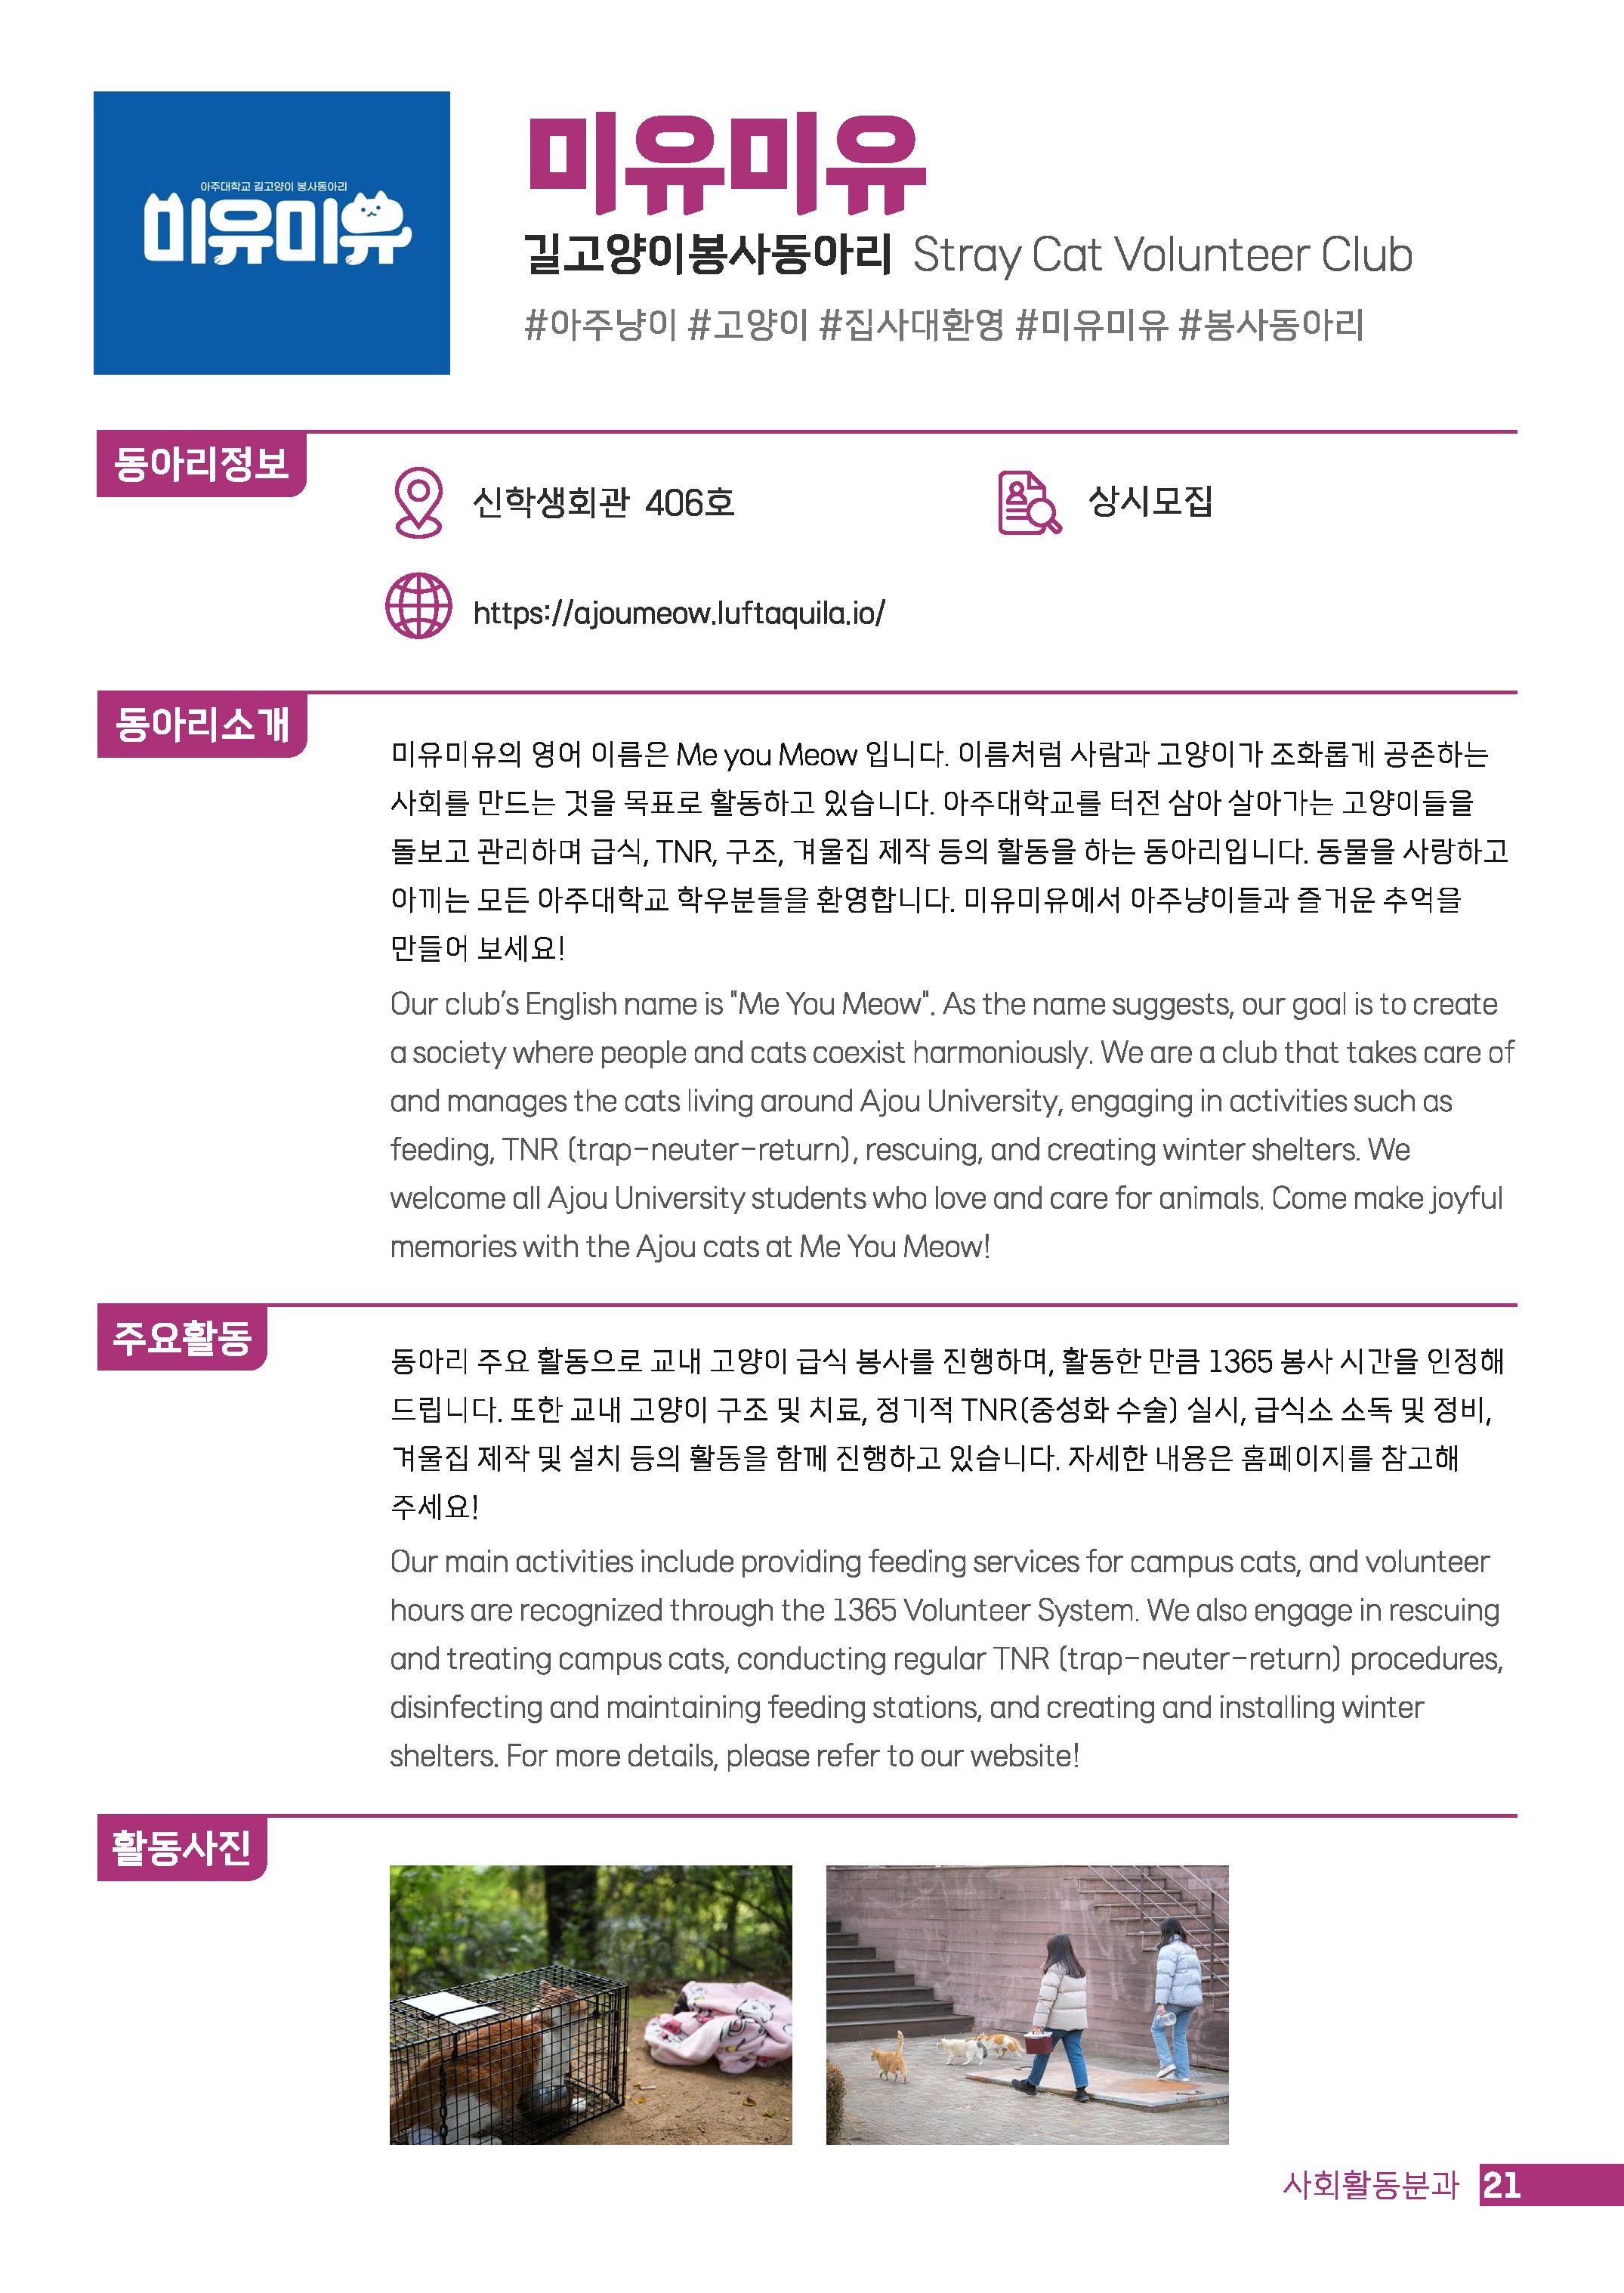 아주대학교 길고양이 봉사동아리
미유미유
미유미유
길고양이봉사동아리 Stray Cat Volunteer Club
#아주냥이 #고양이 #집사대환영 #미유미유 #봉사동아리
동아리정보
신학생회관 406호
상시모집
https://ajoumeow.luftaquila.io/
동아리소개
미유미유의 영어 이름은 Me you Meow 입니다. 이름처럼 사람과 고양이가 조화롭게 공존하는
사회를 만드는 것을 목표로 활동하고 있습니다. 아주대학교를 터전 삼아 살아가는 고양이들을
돌보고 관리하며 급식, TNR, 구조, 겨울집 제작 등의 활동을 하는 동아리입니다. 동물을 사랑하고
아끼는 모든 아주대학교 학우분들을 환영합니다. 미유미유에서 아주냥이들과 즐거운 추억을
만들어 보세요!
Our club's English name is "Me You Meow". As the name suggests, our goal is to create
a society where people and cats coexist harmoniously. We are a club that takes care of
and manages the cats living around Ajou University, engaging in activities such as
feeding, TNR (trap-neuter-return), rescuing, and creating winter shelters. We
welcome all Ajou University students who love and care for animals. Come make joyful
memories with the Ajou cats at Me You Meow!
주요활동
동아리 주요 활동으로 교내 고양이 급식 봉사를 진행하며, 활동한 만큼 1365 봉사 시간을 인정해
드립니다. 또한 교내 고양이 구조 및 치료, 정기적 TNR(중성화 수술) 실시, 급식소 소독 및 정비,
겨울집 제작 및 설치 등의 활동을 함께 진행하고 있습니다. 자세한 내용은 홈페이지를 참고해
주세요!
Our main activities include providing feeding services for campus cats, and volunteer
hours are recognized through the 1365 Volunteer System. We also engage in rescuing
and treating campus cats, conducting regular TNR (trap-neuter-return) procedures,
disinfecting and maintaining feeding stations, and creating and installing winter
shelters. For more details, please refer to our website!
활동사진
사회활동분과 21